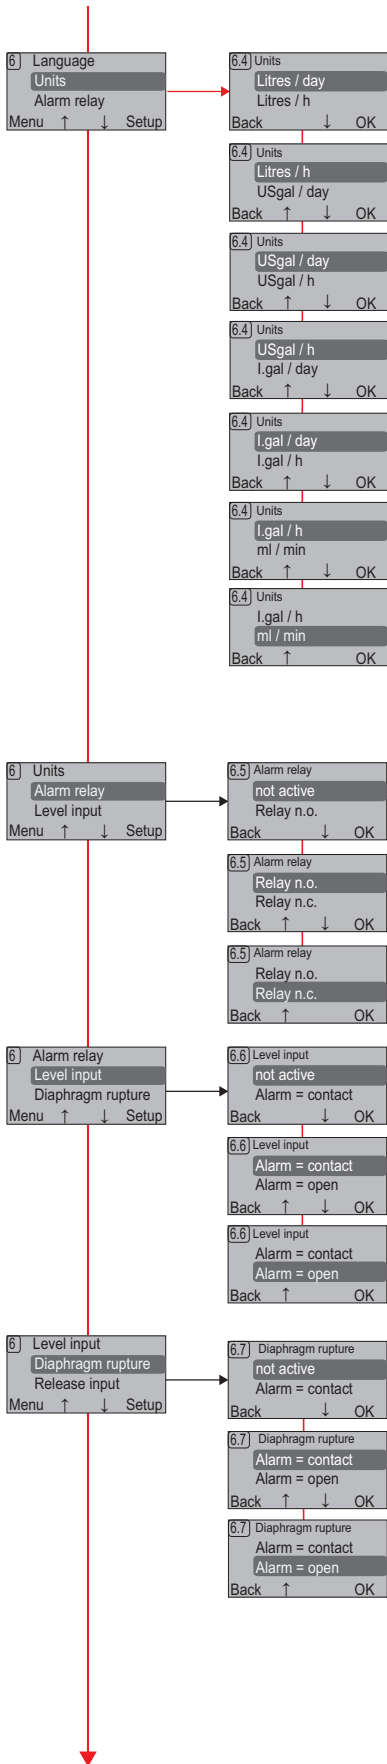 6 Language
Units
Alarm relay
Menu ↑ ↓ Setup
6.4 Units
Litres / day
Litres / h
Back ↓ OK
6.4 Units
Litres / h
USgal / day
Back ↑ ↓ OK
6.4 Units
USgal / day
USgal / h
Back ↑ ↓ OK
6.4 Units
USgal / h
I.gal / day
Back ↑ ↓ OK
6.4 Units
I.gal / day
I.gal / h
Back ↑ ↓ OK
6.4 Units
I.gal / h
ml / min
Back ↑ ↓ OK
6.4 Units
I.gal / h
ml / min
Back ↑ OK
6 Units
Alarm relay
Level input
Menu ↑ ↓ Setup
6.5 Alarm relay
not active
Relay n.o.
Back ↓ OK
6.5 Alarm relay
Relay n.o.
Relay n.c.
Back ↑ ↓ OK
6.5 Alarm relay
Relay n.o.
Relay n.c.
Back ↑ OK
6 Alarm relay
Level input
Diaphragm rupture
Menu ↑ ↓ Setup
6.6 Level input
not active
Alarm = contact
Back ↓ OK
6.6 Level input
Alarm = contact
Alarm = open
Back ↑ ↓ OK
6.6 Level input
Alarm = contact
Alarm = open
Back ↑ OK
6 Level input
Diaphragm rupture
Release input
Menu ↑ ↓ Setup
6.7 Diaphragm rupture
not active
Alarm = contact
Back ↓ OK
6.7 Diaphragm rupture
Alarm = contact
Alarm = open
Back ↑ ↓ OK
6.7 Diaphragm rupture
Alarm = contact
Alarm = open
Back ↑ OK